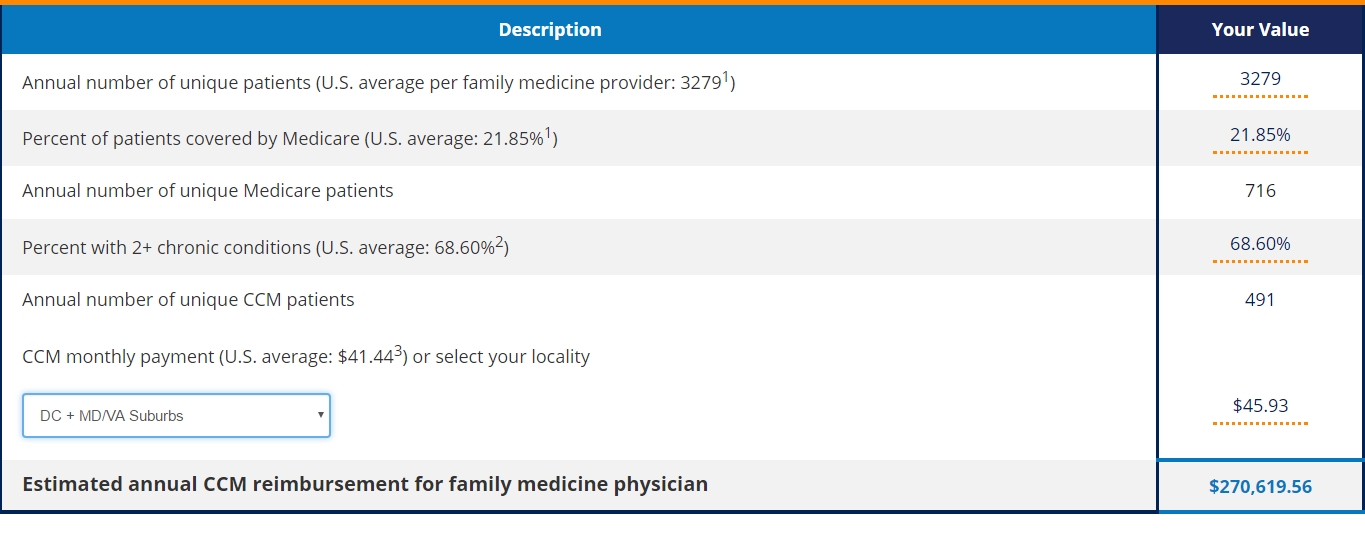 Description Your Value
Annual number of unique patients (U.S. average per family medicine provider: 3279¹) 3279
Percent of patients covered by Medicare (U.S. average: 21.85%¹) 21.85%
Annual number of unique Medicare patients 716
Percent with 2+ chronic conditions (U.S. average: 68.60%²) 68.60%
Annual number of unique CCM patients 491
CCM monthly payment (U.S. average: $41.44³) or select your locality
DC + MD/VA Suburbs $45.93
Estimated annual CCM reimbursement for family medicine physician $270,619.56